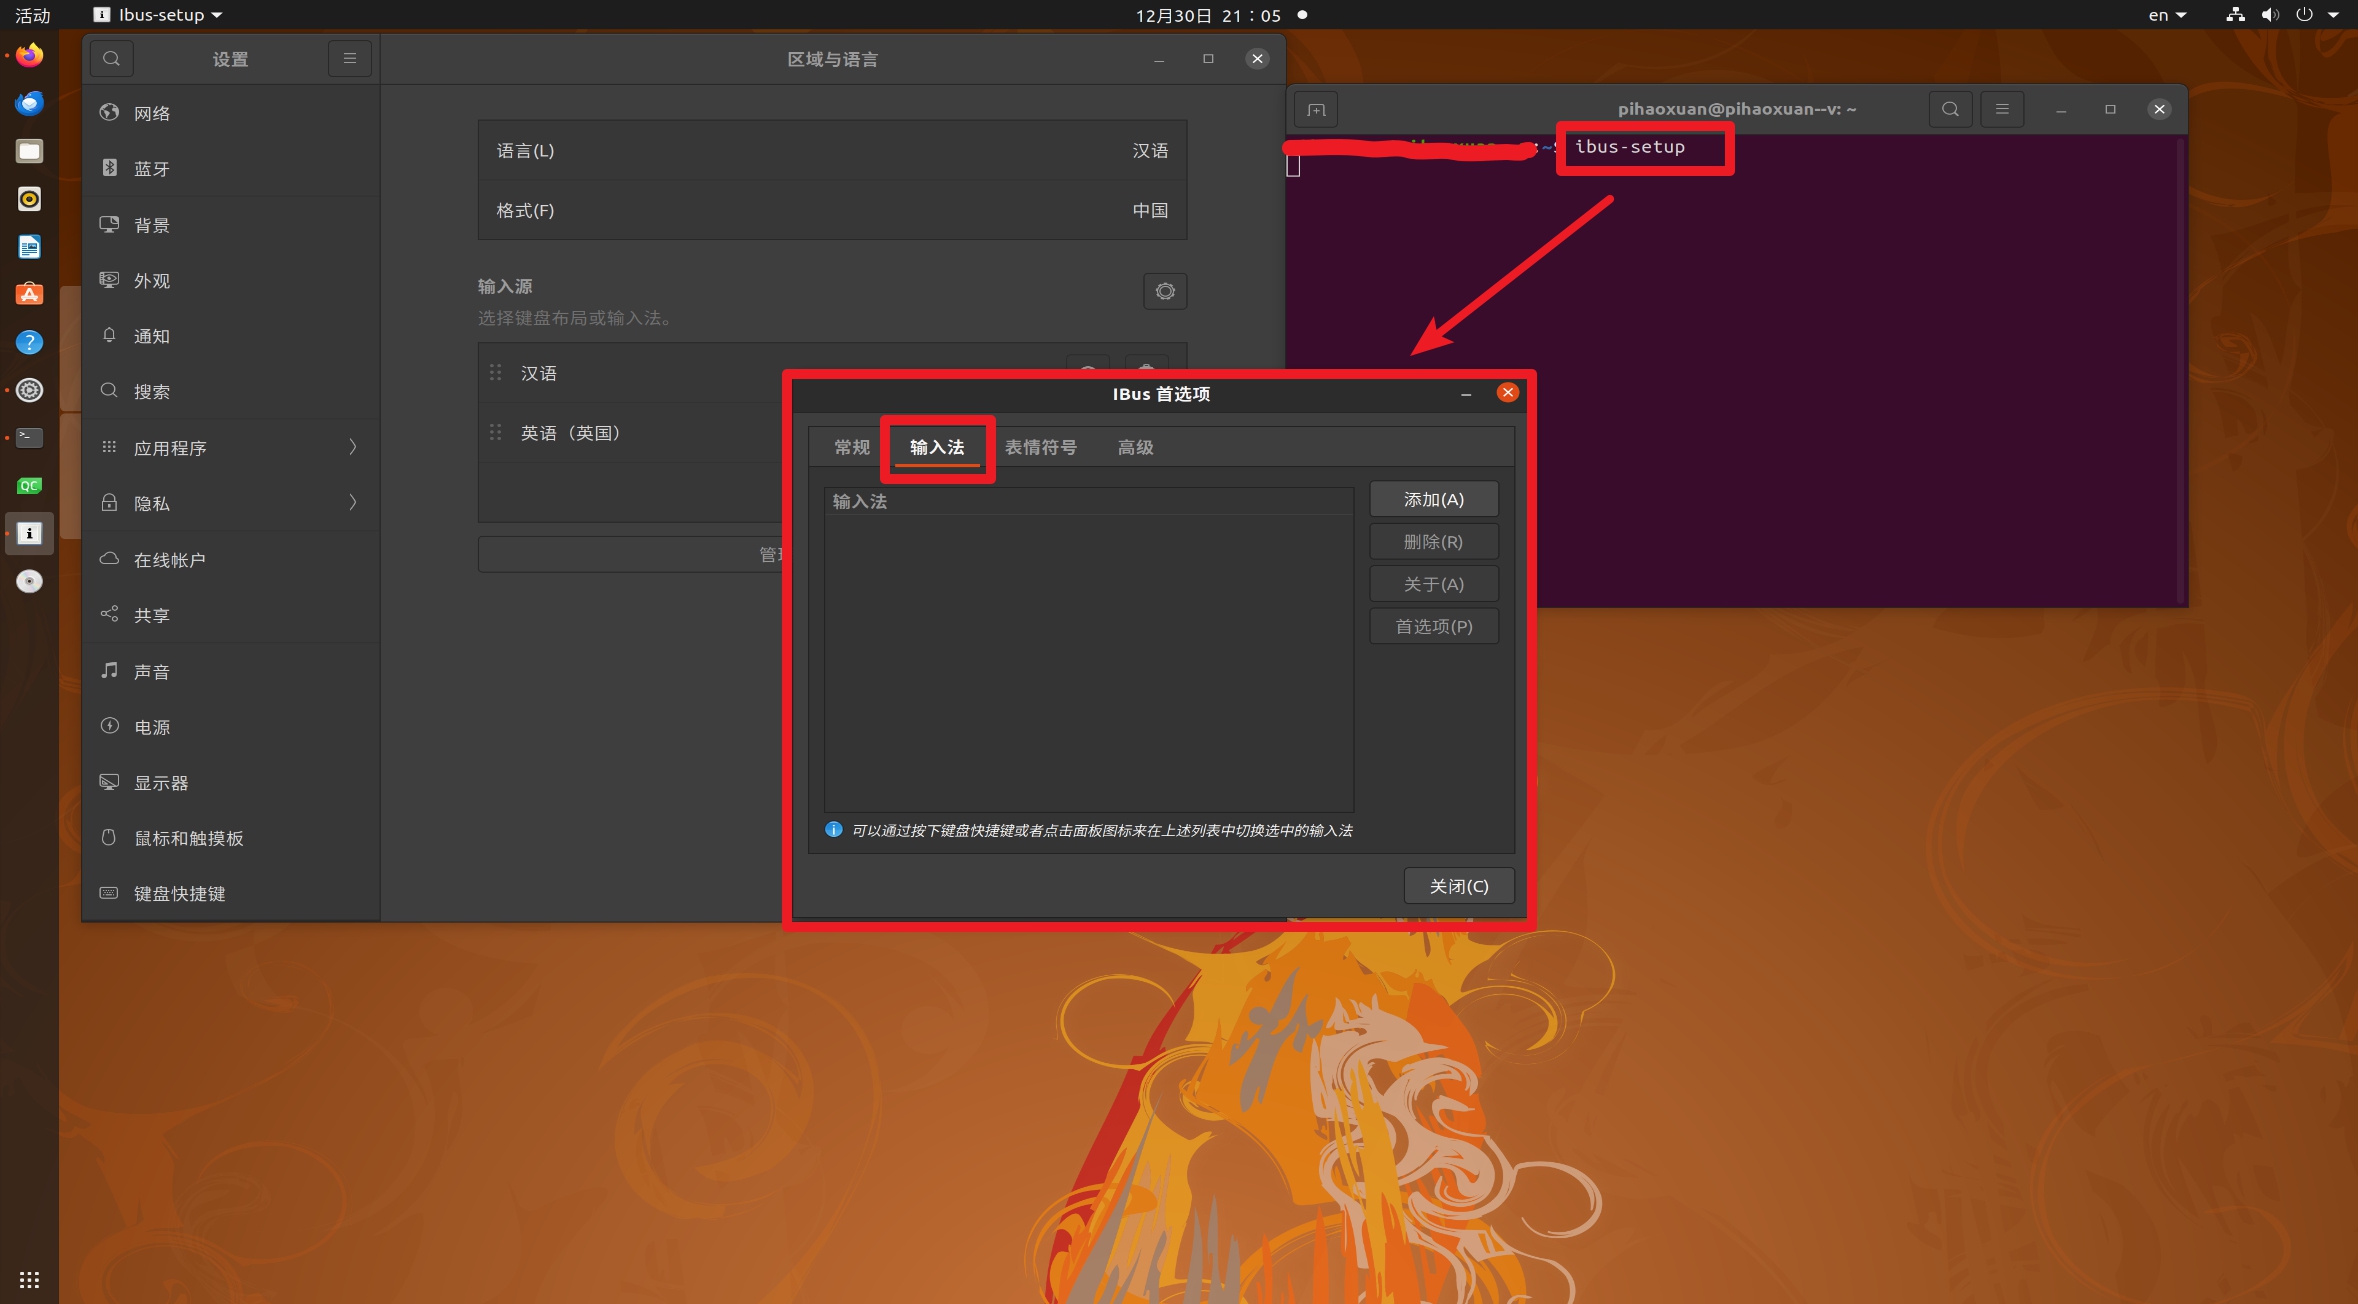 活动
Ibus-setup
12月30日 21：05
en
设置
区域与语言
网络
蓝牙
背景
外观
通知
搜索
应用程序
隐私
在线帐户
共享
声音
电源
显示器
鼠标和触摸板
键盘快捷键
语言(L)
汉语
格式(F)
中国
输入源
选择键盘布局或输入法。
汉语
英语（英国）
pihaoxuan@pihaoxuan--v: ~
:~$ ibus-setup
IBus 首选项
常规
输入法
表情符号
高级
输入法
添加(A)
删除(R)
关于(A)
首选项(P)
可以通过按下键盘快捷键或者点击面板图标来在上述列表中切换选中的输入法
关闭(C)
QC